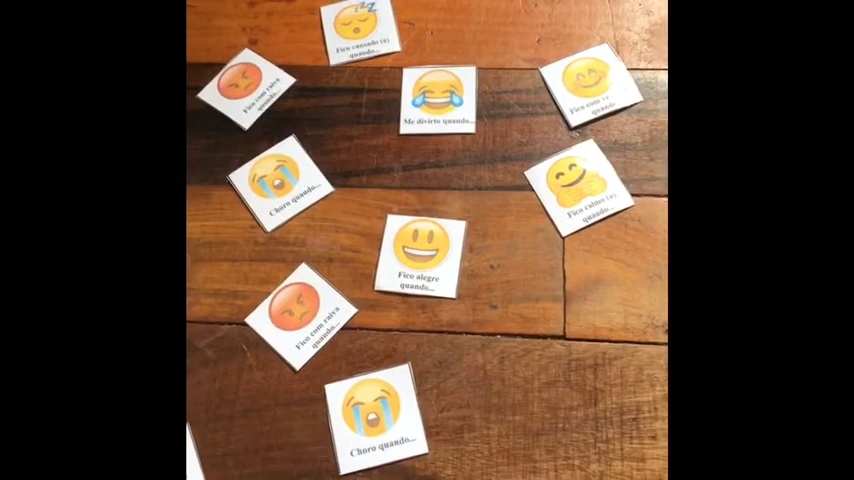 Fico cansado (a)
quando...
Fico com raiva
quando...
Me divirto quando...
Fico com
quando
Choro quando...
Fico calmo (a)
quando...
Fico alegre
quando...
Fico com raiva
quando...
Choro quando...